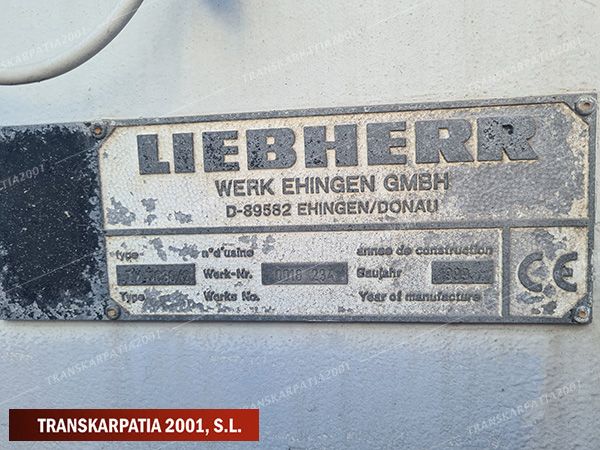 LIEBHERR
WERK EHINGEN GMBH
D-89582 EHINGEN/DONAU
type n°d'usine année de construction
Werk-Nr. Baujahr
Type Works No. Year of manufacture
CE
TRANSKARPATIA 2001, S.L.
TRANSKARPATIA2001